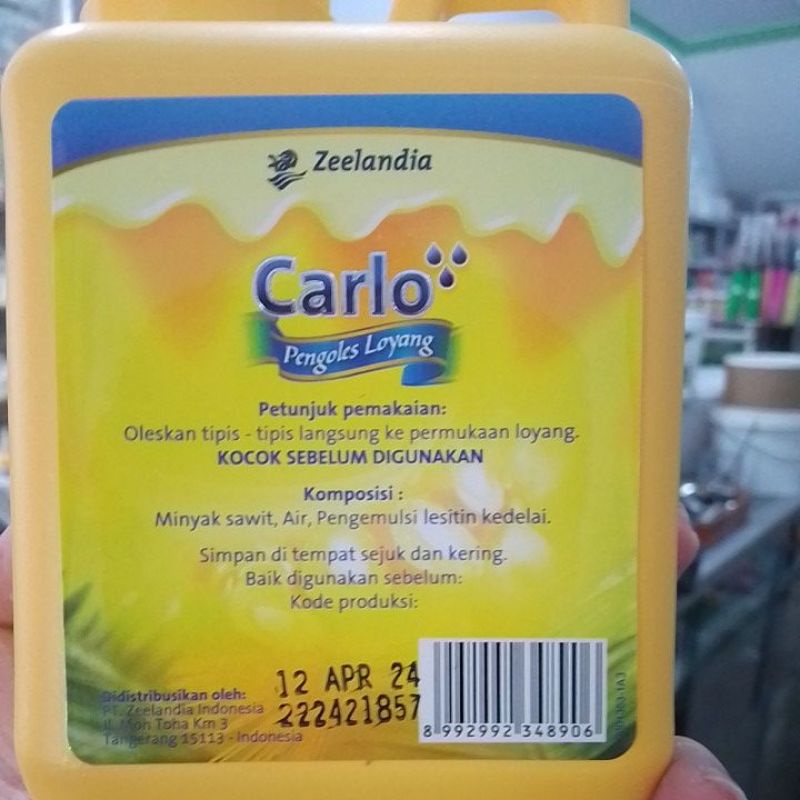 Zeelandia
Carlo
Pengoles Loyang
Petunjuk pemakaian:
Oleskan tipis - tipis langsung ke permukaan loyang.
KOCOK SEBELUM DIGUNAKAN
Komposisi :
Minyak sawit, Air, Pengemulsi lesitin kedelai.
Simpan di tempat sejuk dan kering.
Baik digunakan sebelum:
Kode produksi:
12 APR 24
222421857
Didistribusikan oleh:
PT. Zeelandia Indonesia
Jl. Moh Toha Km 3
Tangerang 15113 - Indonesia
8 992992 348906